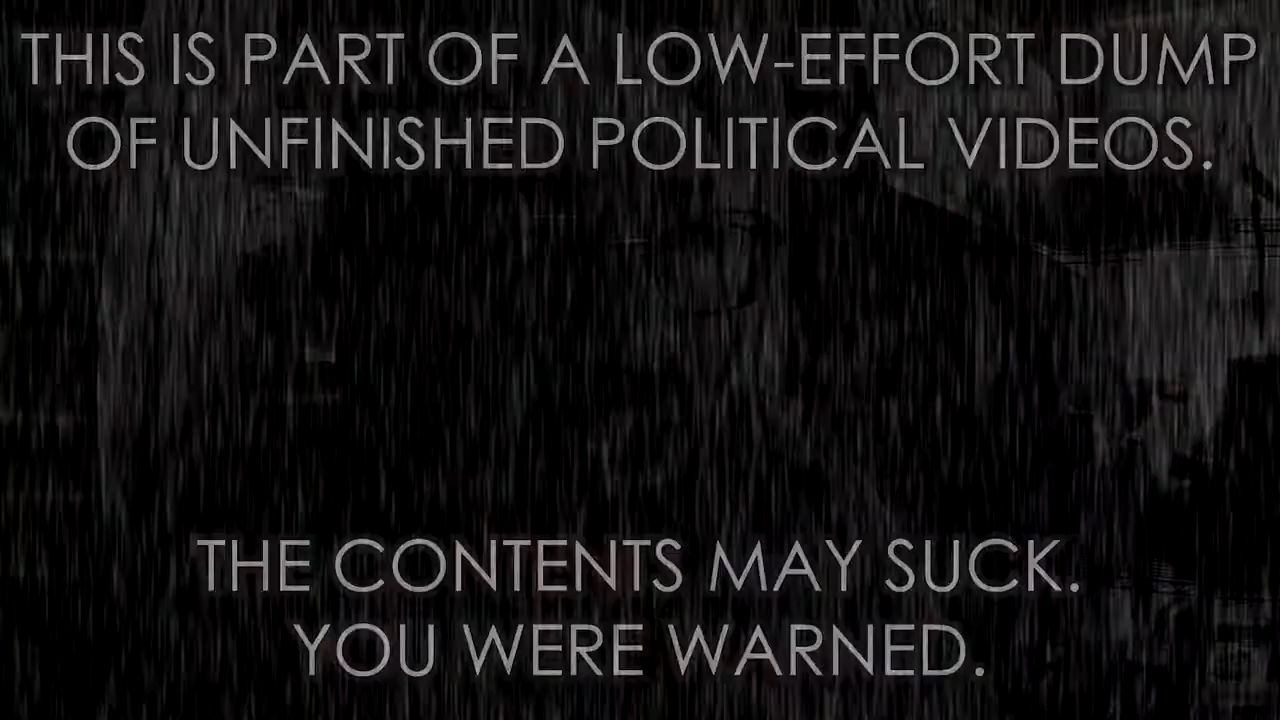 THIS IS PART OF A LOW-EFFORT DUMP
OF UNFINISHED POLITICAL VIDEOS.
THE CONTENTS MAY SUCK.
YOU WERE WARNED.